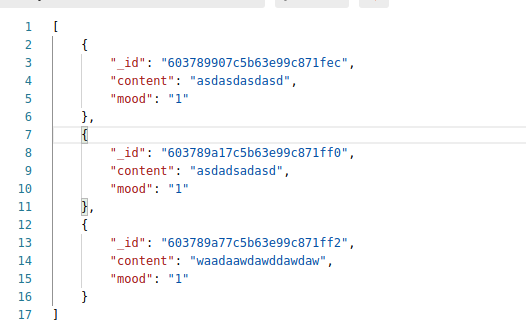 1 [
2 {
3 "_id": "603789907c5b63e99c871fec",
4 "content": "asdasdasdasd",
5 "mood": "1"
6 },
7 {
8 "_id": "603789a17c5b63e99c871ff0",
9 "content": "asdadsadasd",
10 "mood": "1"
11 },
12 {
13 "_id": "603789a77c5b63e99c871ff2",
14 "content": "waadaawdawddawdaw",
15 "mood": "1"
16 }
17 ]